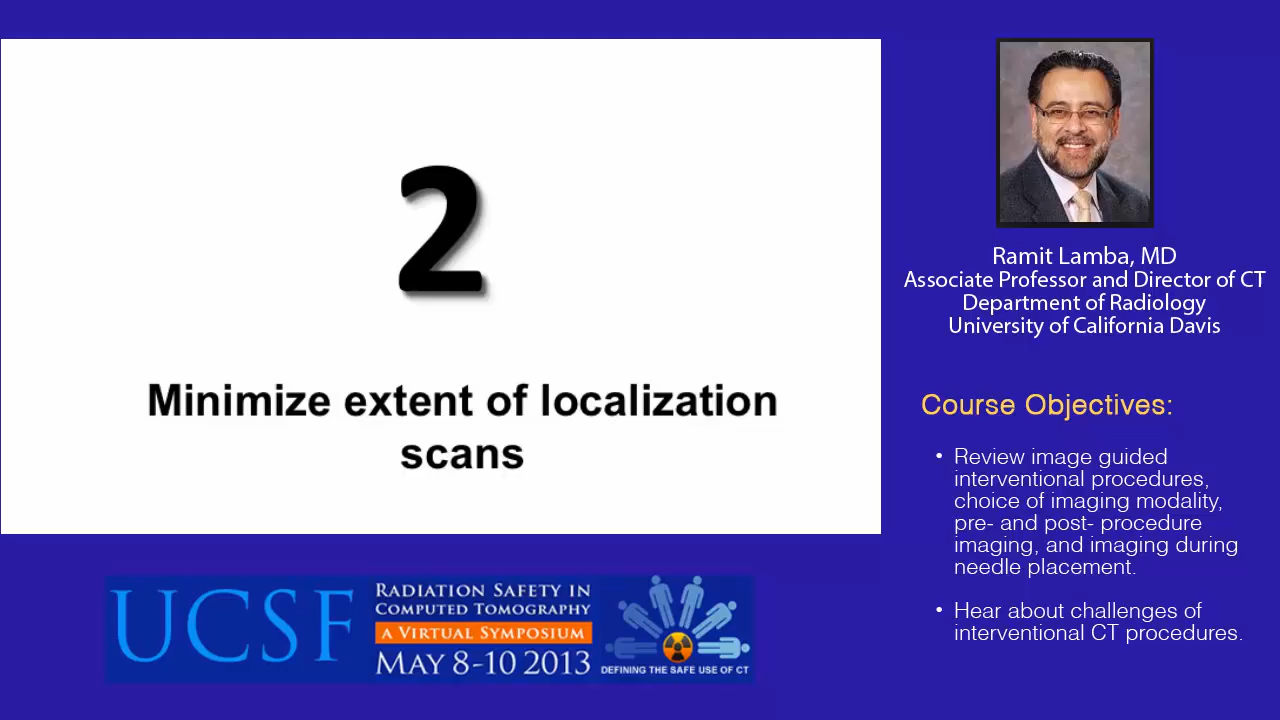 2
Minimize extent of localization
scans
Ramit Lamba, MD
Associate Professor and Director of CT
Department of Radiology
University of California Davis
Course Objectives:
• Review image guided
interventional procedures,
choice of imaging modality,
pre- and post- procedure
imaging, and imaging during
needle placement.
• Hear about challenges of
interventional CT procedures.
UCSF
RADIATION SAFETY IN
COMPUTED TOMOGRAPHY
A VIRTUAL SYMPOSIUM
MAY 8-10 2013
DEFINING THE SAFE USE OF CT